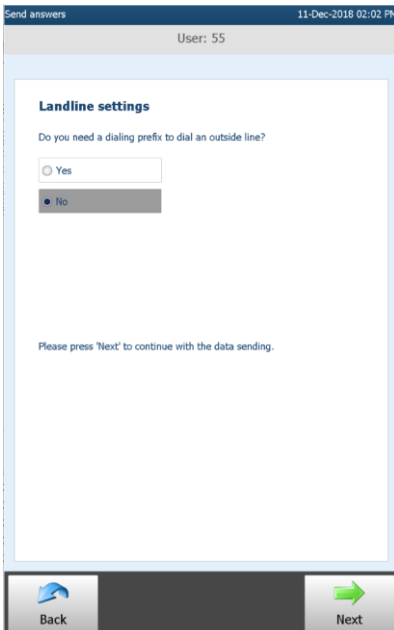 Send answers 11-Dec-2018 02:02 PM
User: 55
Landline settings
Do you need a dialing prefix to dial an outside line?
Yes
No
Please press 'Next' to continue with the data sending.
Back Next